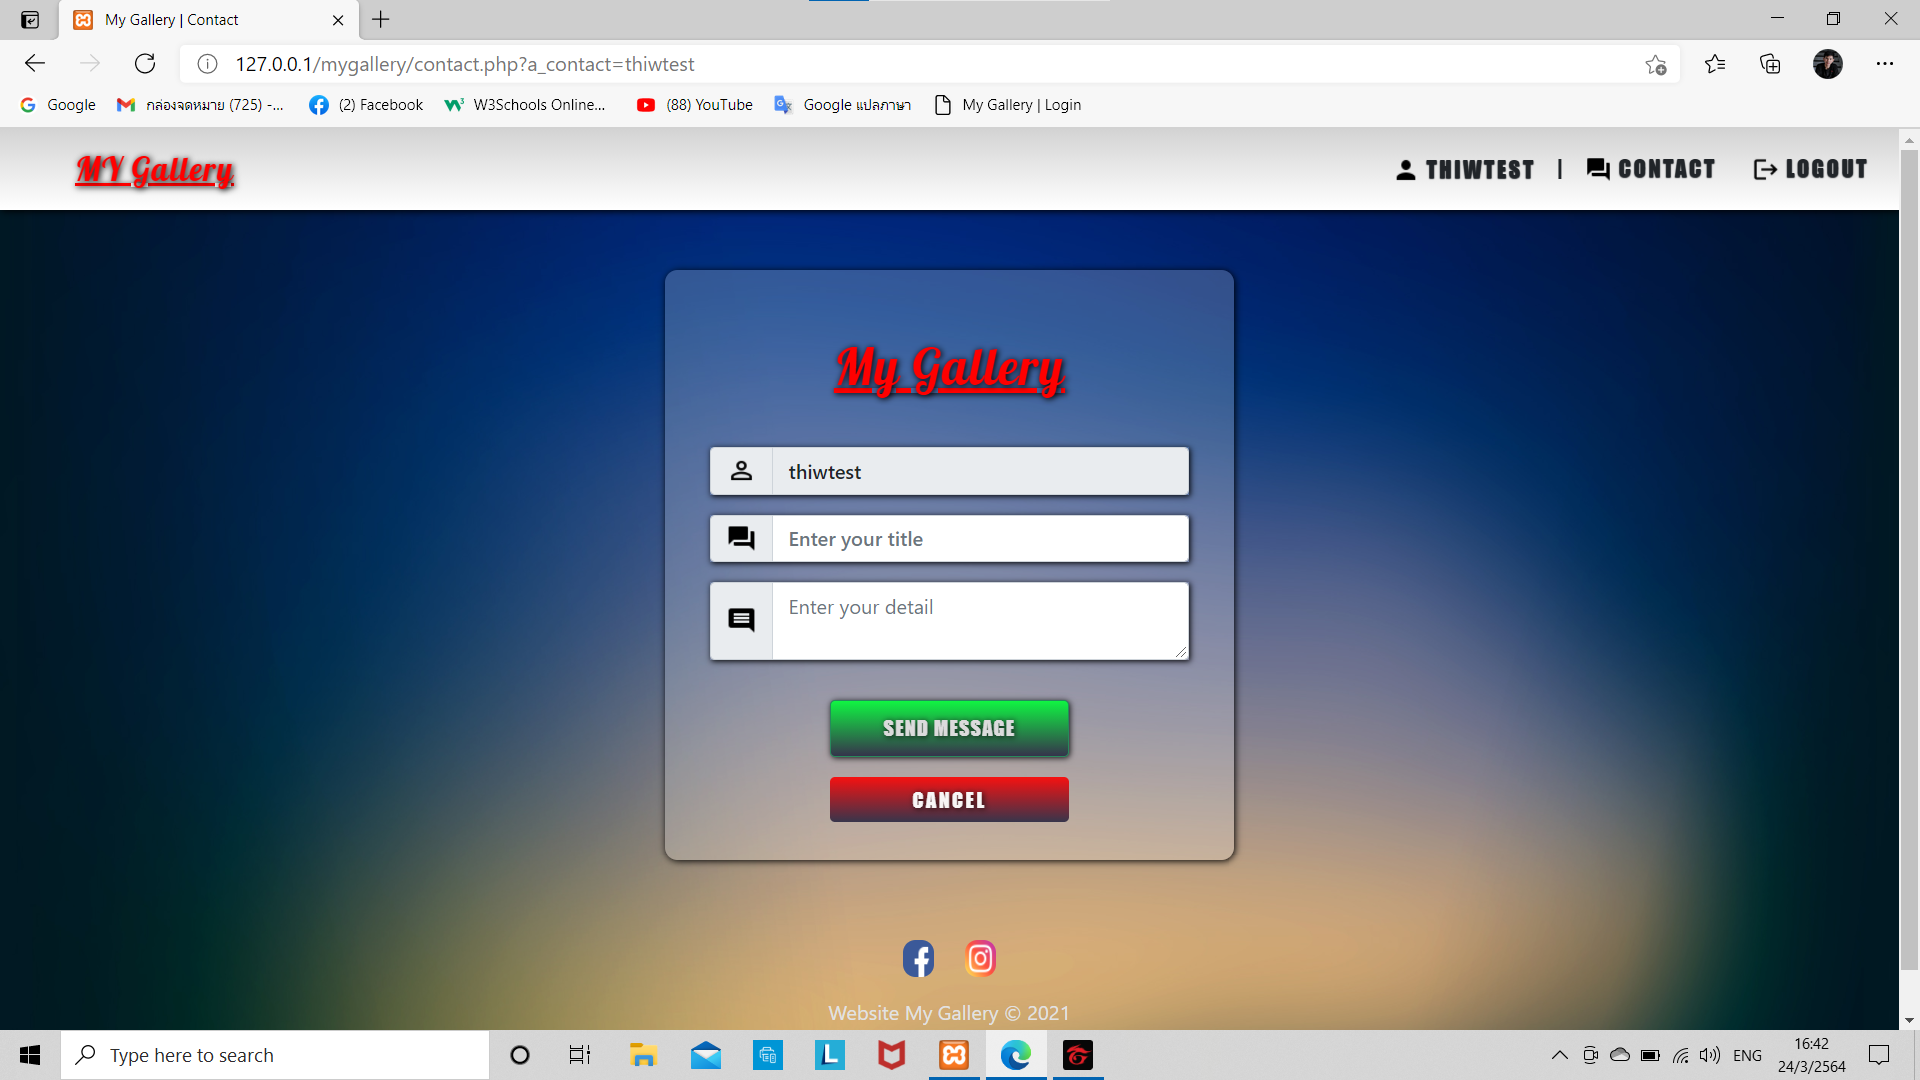 My Gallery | Contact
127.0.0.1/mygallery/contact.php?a_contact=thiwtest
Google
กล่องจดหมาย (725) -...
(2) Facebook
W3Schools Online...
(88) YouTube
Google แปลภาษา
My Gallery | Login
MY Gallery
THIWTEST | CONTACT LOGOUT
My Gallery
thiwtest
Enter your title
Enter your detail
SEND MESSAGE
CANCEL
Website My Gallery © 2021
Type here to search
ENG
16:42
24/3/2564